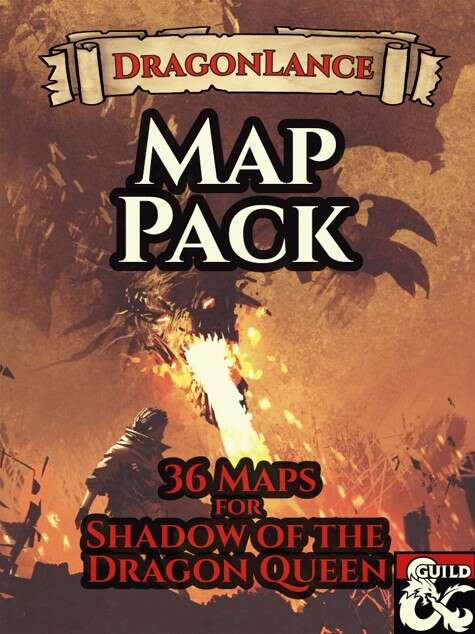 DRAGONLANCE
MAP
PACK
36 MAPS
FOR
SHADOW OF THE
DRAGON QUEEN
GUILD